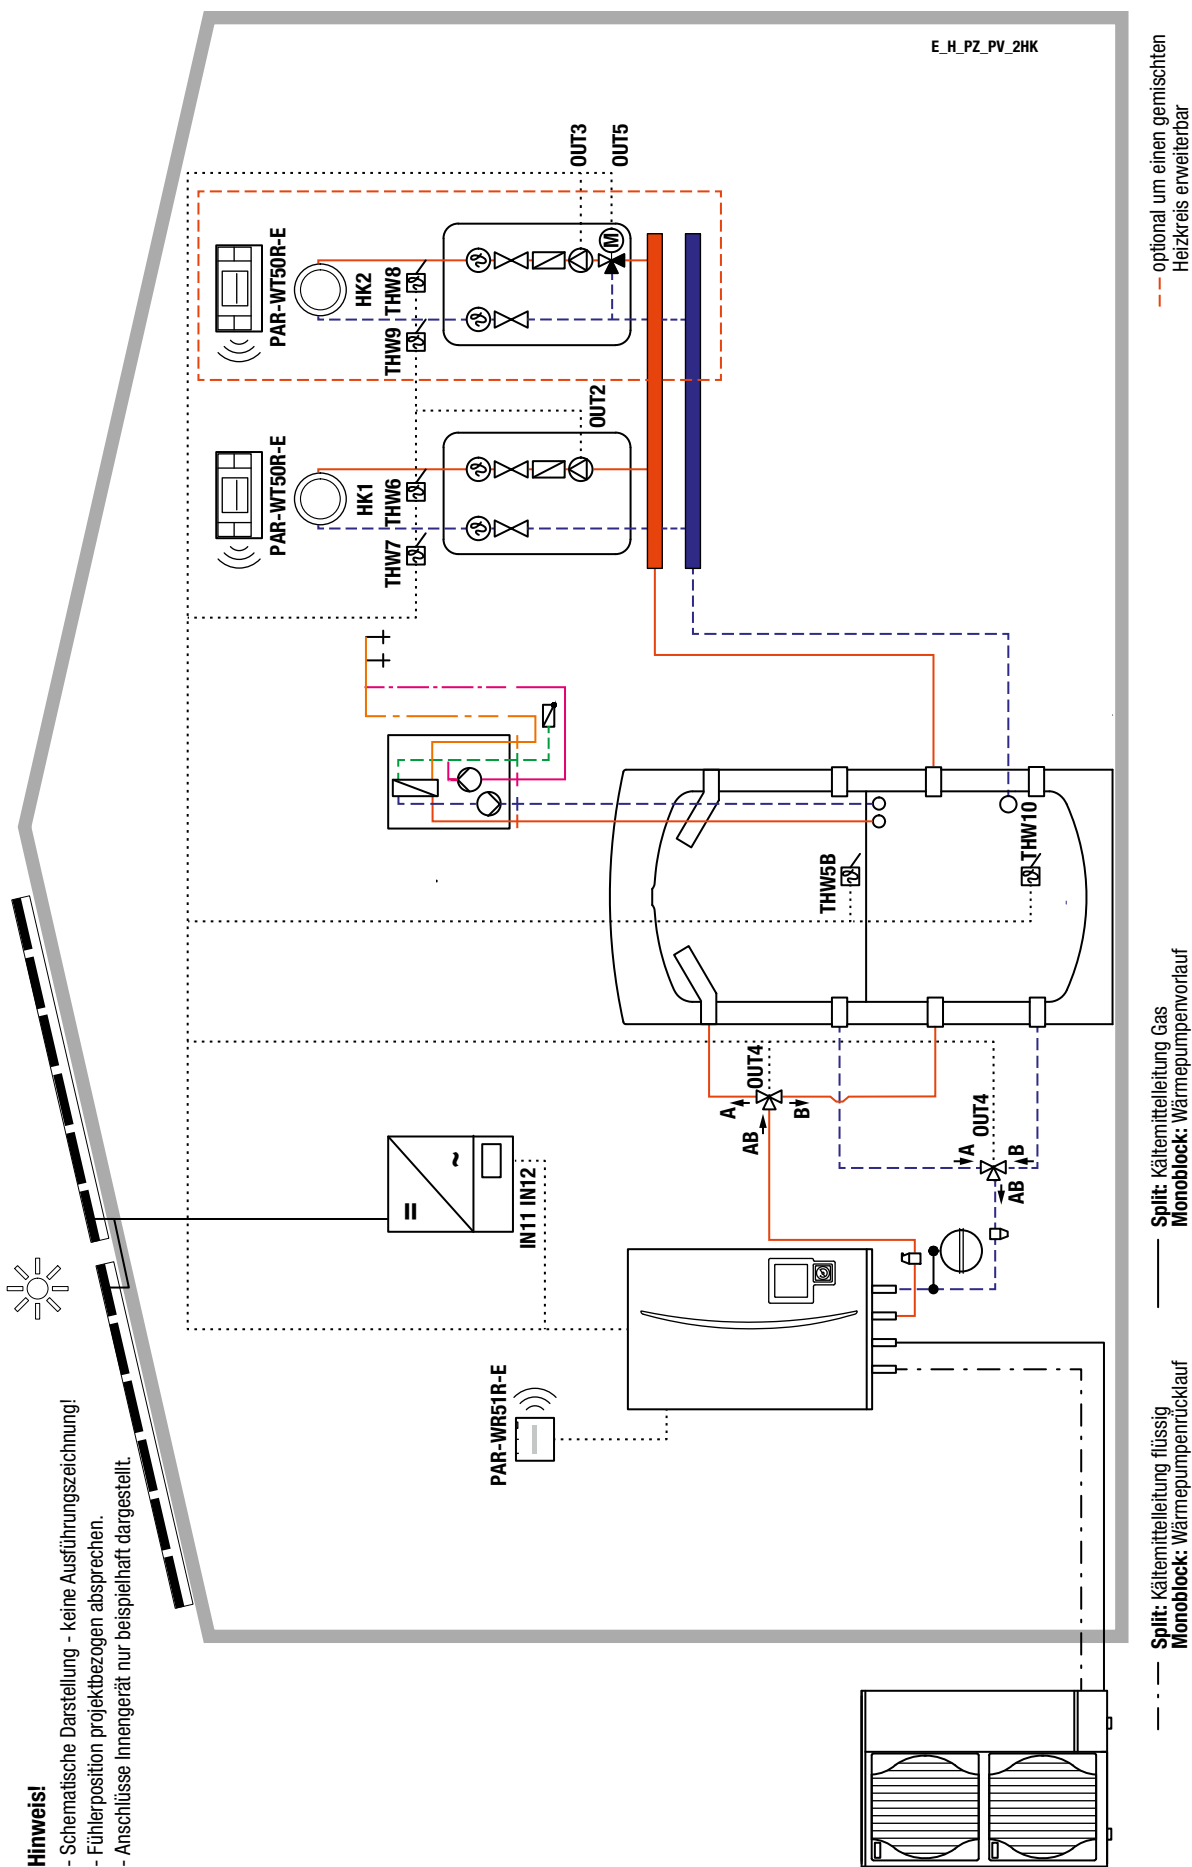 Hinweis!
- Schematische Darstellung - keine Ausführungszeichnung!
- Fühlerposition projektbezogen absprechen.
- Anschlüsse Innengerät nur beispielhaft dargestellt.
PAR-WR51R-E
IN11 IN12
A
AB
B
OUT4
A
OUT4
B
AB
THW5B
THW10
PAR-WT50R-E
HK1
THW7
THW6
OUT2
PAR-WT50R-E
HK2
THW9
THW8
M
OUT3
OUT5
E_H_PZ_PV_2HK
Split: Kältemittelleitung flüssig
Monoblock: Wärmepumpenrücklauf
Split: Kältemittelleitung Gas
Monoblock: Wärmepumpenvorlauf
optional um einen gemischten
Heizkreis erweiterbar